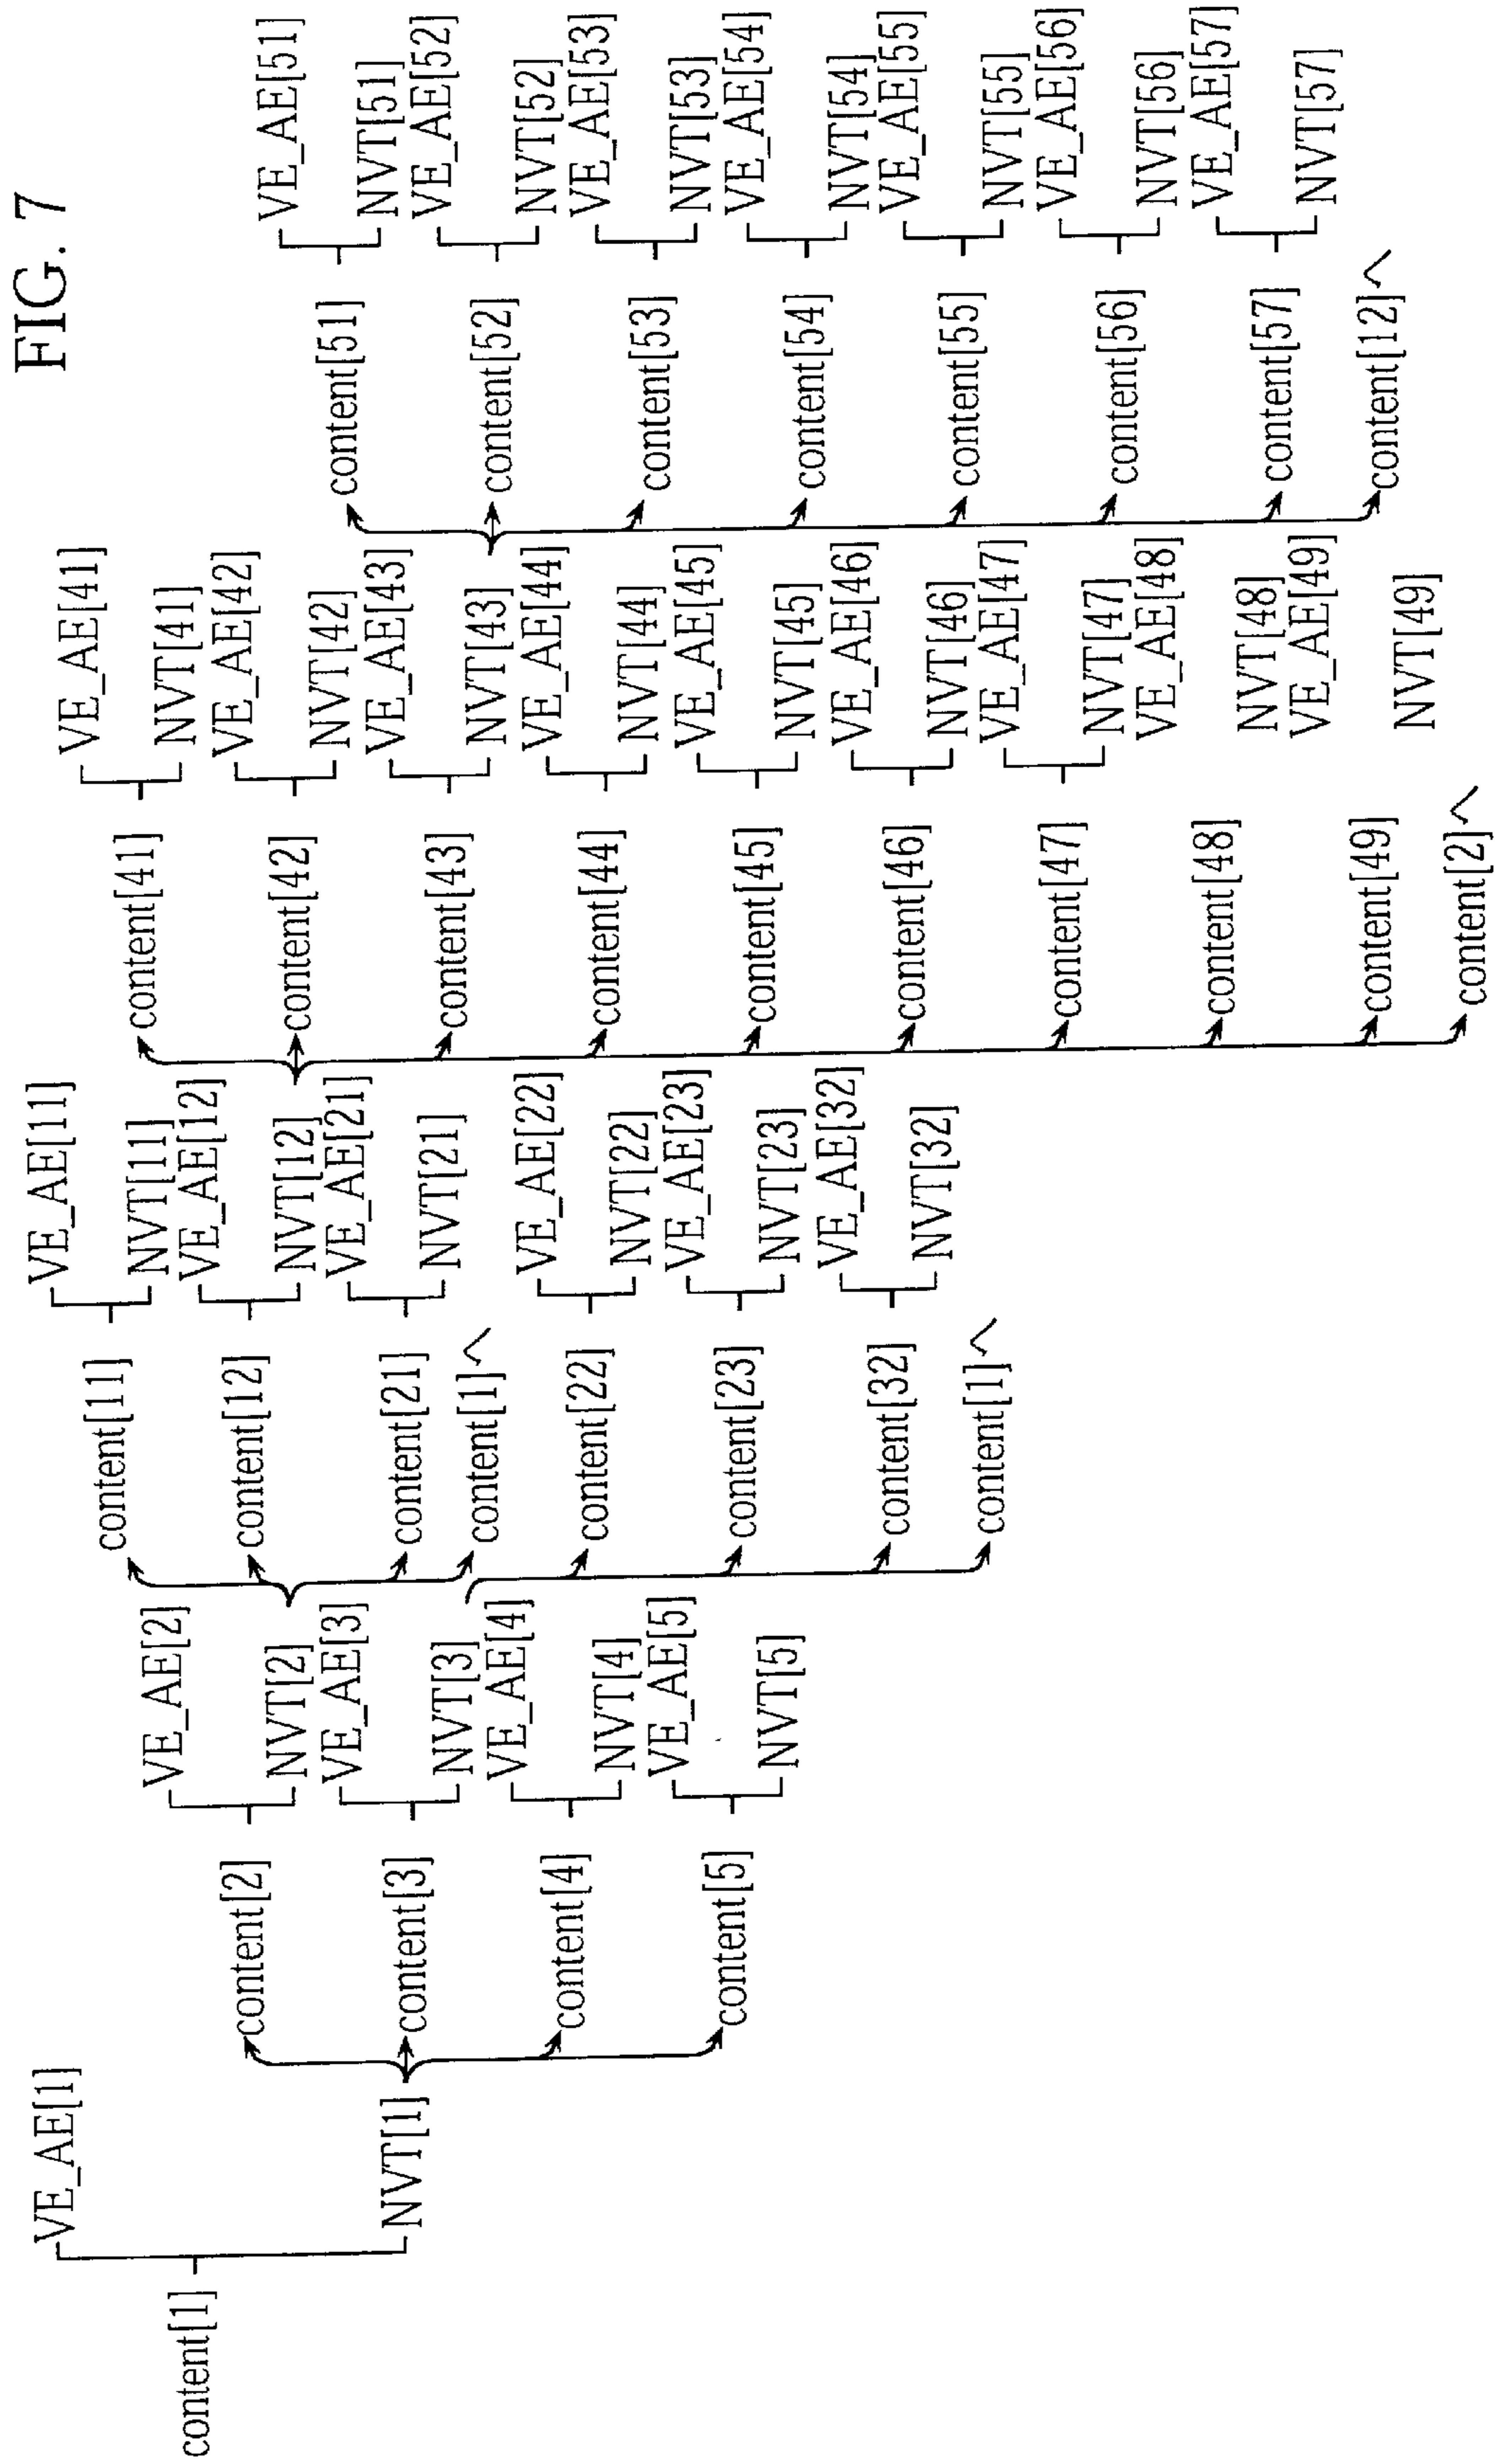 FIG. 7
content[1]
VE_AE[1]
NVT[1]
content[2]
content[3]
content[4]
content[5]
VE_AE[2]
NVT[2]
VE_AE[3]
NVT[3]
VE_AE[4]
NVT[4]
VE_AE[5]
NVT[5]
content[11]
content[12]
content[21]
content[1]へ
content[22]
content[23]
content[32]
content[1]へ
VE_AE[11]
NVT[11]
VE_AE[12]
NVT[12]
VE_AE[21]
NVT[21]
VE_AE[22]
NVT[22]
VE_AE[23]
NVT[23]
VE_AE[32]
NVT[32]
content[41]
content[42]
content[43]
content[44]
content[45]
content[46]
content[47]
content[48]
content[49]
content[2]へ
VE_AE[41]
NVT[41]
VE_AE[42]
NVT[42]
VE_AE[43]
NVT[43]
VE_AE[44]
NVT[44]
VE_AE[45]
NVT[45]
VE_AE[46]
NVT[46]
VE_AE[47]
NVT[47]
VE_AE[48]
NVT[48]
VE_AE[49]
NVT[49]
content[51]
content[52]
content[53]
content[54]
content[55]
content[56]
content[57]
content[12]へ
VE_AE[51]
NVT[51]
VE_AE[52]
NVT[52]
VE_AE[53]
NVT[53]
VE_AE[54]
NVT[54]
VE_AE[55]
NVT[55]
VE_AE[56]
NVT[56]
VE_AE[57]
NVT[57]